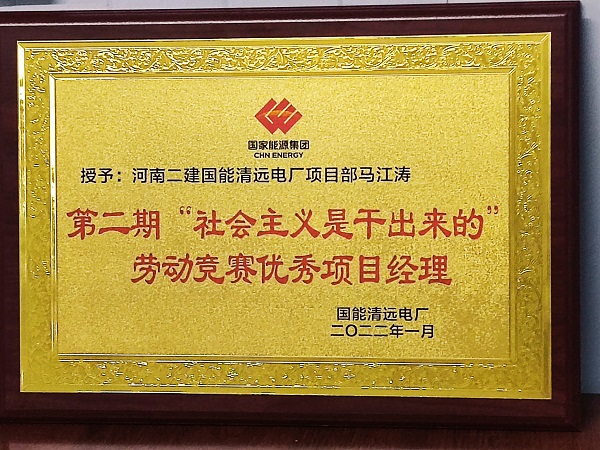 国家能源集团
CHN ENERGY
授予：河南二建国能清远电厂项目部马江涛
第二期“社会主义是干出来的”
劳动竞赛优秀项目经理
国能清远电厂
二〇二二年一月